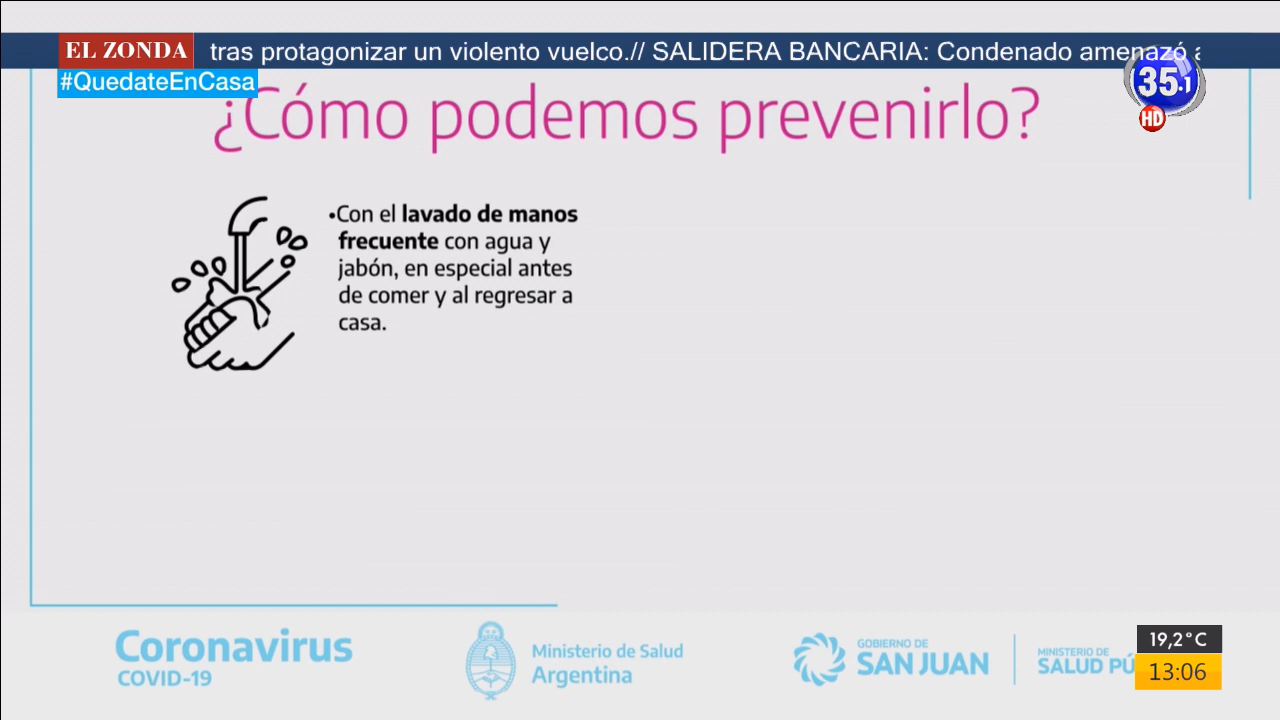 EL ZONDA
tras protagonizar un violento vuelco.// SALIDERA BANCARIA: Condenado amenazó
#QuedateEnCasa
35.1
HD
¿Cómo podemos prevenirlo?
•Con el lavado de manos
frecuente con agua y
jabón, en especial antes
de comer y al regresar a
casa.
Coronavirus
COVID-19
Ministerio de Salud
Argentina
GOBIERNO DE
SAN JUAN
MINISTERIO DE
SALUD
19,2°C
13:06